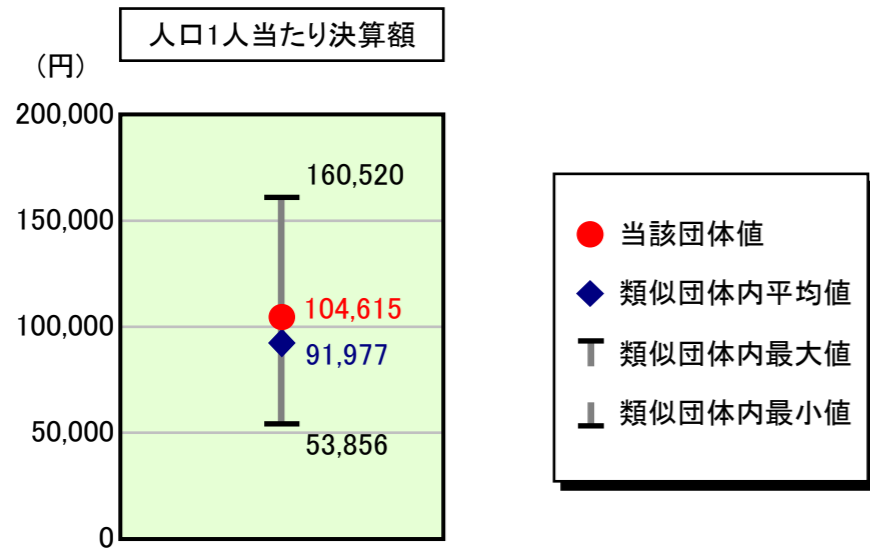 人口1人当たり決算額
(円)
200,000
150,000
100,000
50,000
0
160,520
104,615
91,977
53,856
当該団体値
類似団体内平均値
類似団体内最大値
類似団体内最小値